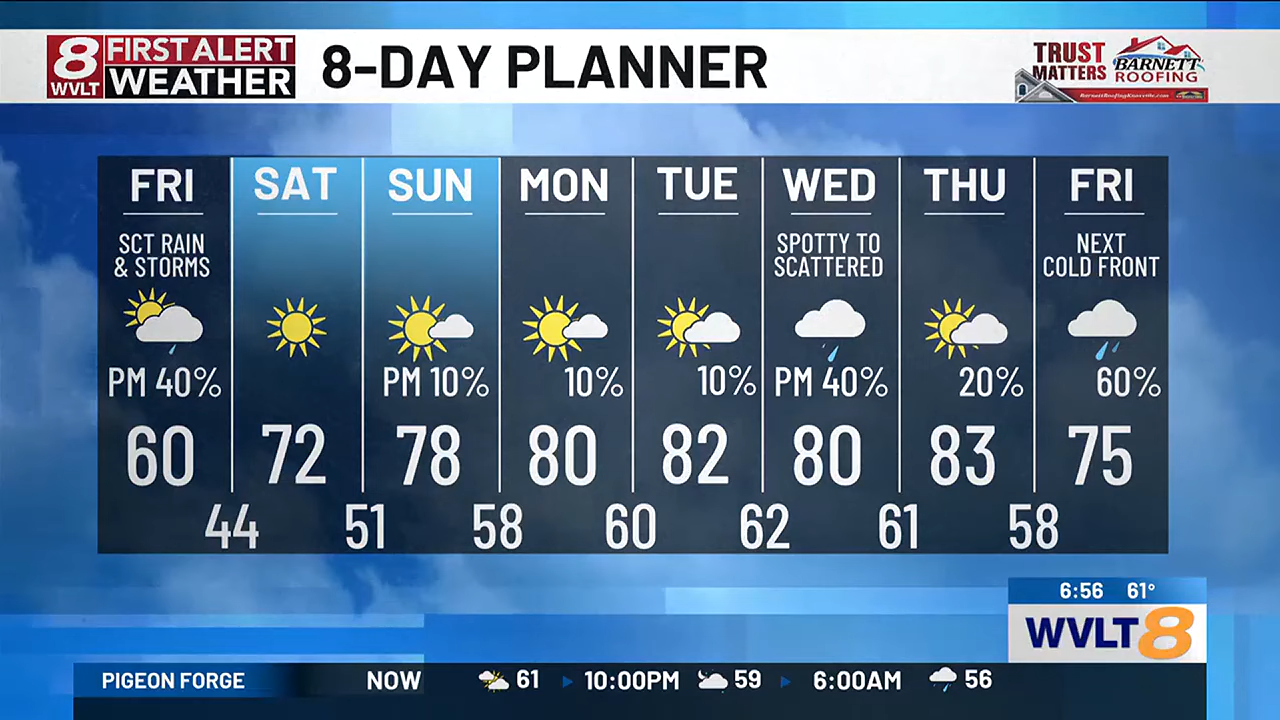 8 FIRST ALERT
WVLT WEATHER
8-DAY PLANNER
TRUST
MATTERS
BARNETT
ROOFING
BarnettRoofingKnoxville.com
FRI SAT SUN MON TUE WED THU FRI
SCT RAIN
& STORMS
SPOTTY TO
SCATTERED
NEXT
COLD FRONT
PM 40% PM 10% 10% 10% PM 40% 20% 60%
60 72 78 80 82 80 83 75
44 51 58 60 62 61 58
6:56 61°
WVLT 8
PIGEON FORGE NOW 61 10:00PM 59 6:00AM 56